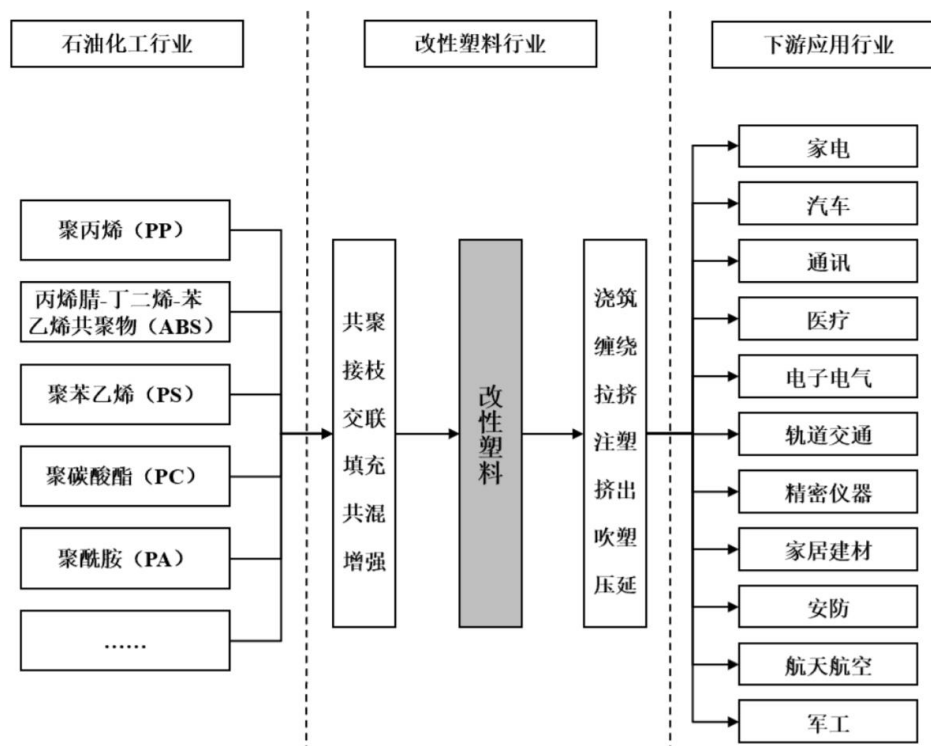 石油化工行业
改性塑料行业
下游应用行业
聚丙烯（PP）
丙烯腈-丁二烯-苯
乙烯共聚物（ABS）
聚苯乙烯（PS）
聚碳酸酯（PC）
聚酰胺（PA）
……
共聚
接枝
交联
填充
共混
增强
改性塑料
浇筑
缠绕
拉挤
注塑
挤出
吹塑
压延
家电
汽车
通讯
医疗
电子电气
轨道交通
精密仪器
家居建材
安防
航天航空
军工